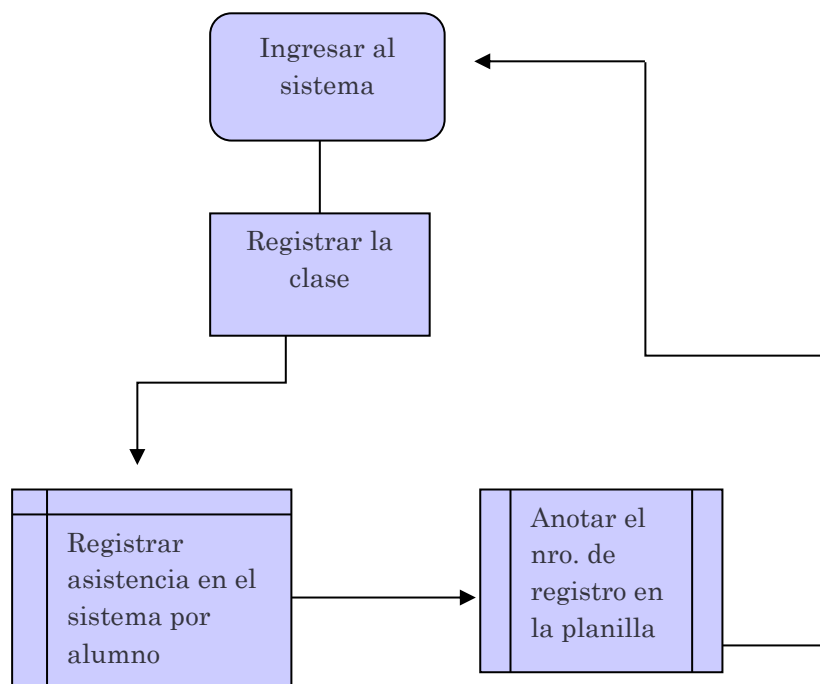 Ingresar al
sistema
Registrar la
clase
Registrar
asistencia en el
sistema por
alumno
Anotar el
nro. de
registro en
la planilla